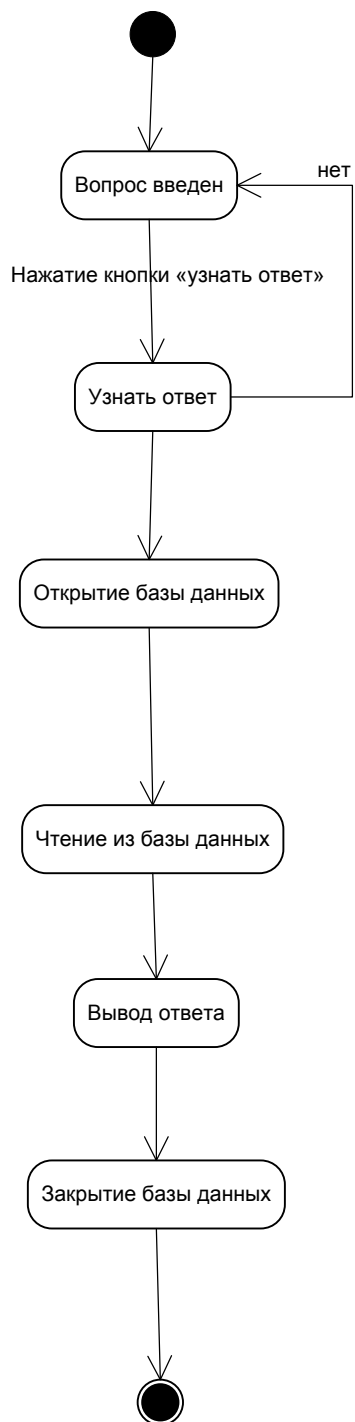 нет
Вопрос введен
Нажатие кнопки «узнать ответ»
Узнать ответ
Открытие базы данных
Чтение из базы данных
Вывод ответа
Закрытие базы данных